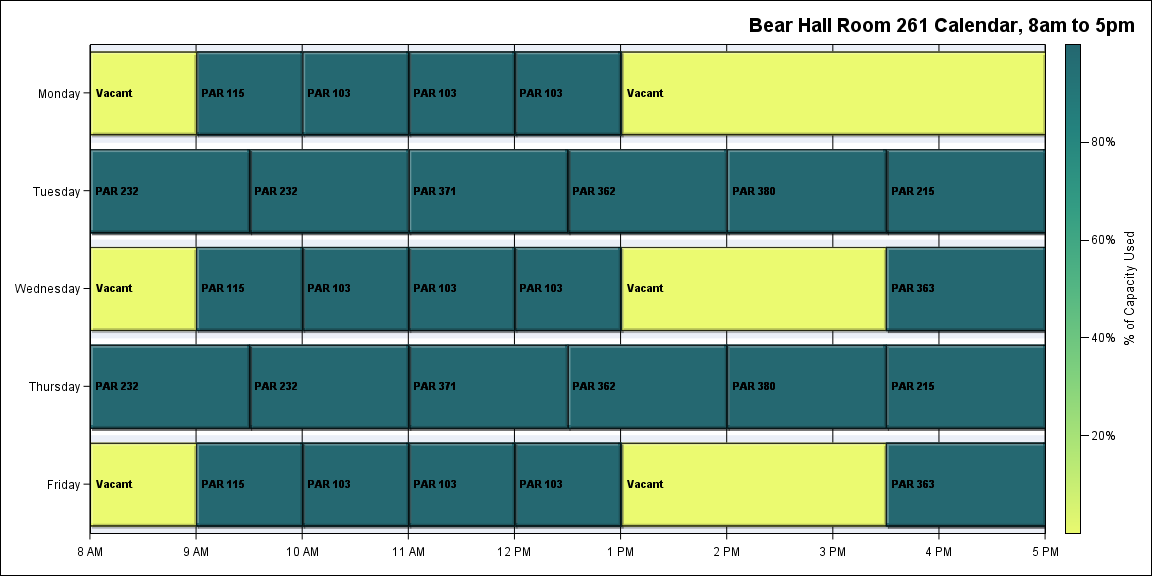 Bear Hall Room 261 Calendar, 8am to 5pm
Monday
Vacant
PAR 115
PAR 103
PAR 103
PAR 103
Vacant
Tuesday
PAR 232
PAR 232
PAR 371
PAR 362
PAR 380
PAR 215
Wednesday
Vacant
PAR 115
PAR 103
PAR 103
PAR 103
Vacant
PAR 363
Thursday
PAR 232
PAR 232
PAR 371
PAR 362
PAR 380
PAR 215
Friday
Vacant
PAR 115
PAR 103
PAR 103
PAR 103
Vacant
PAR 363
8 AM
9 AM
10 AM
11 AM
12 PM
1 PM
2 PM
3 PM
4 PM
5 PM
80%
60%
40%
20%
% of Capacity Used